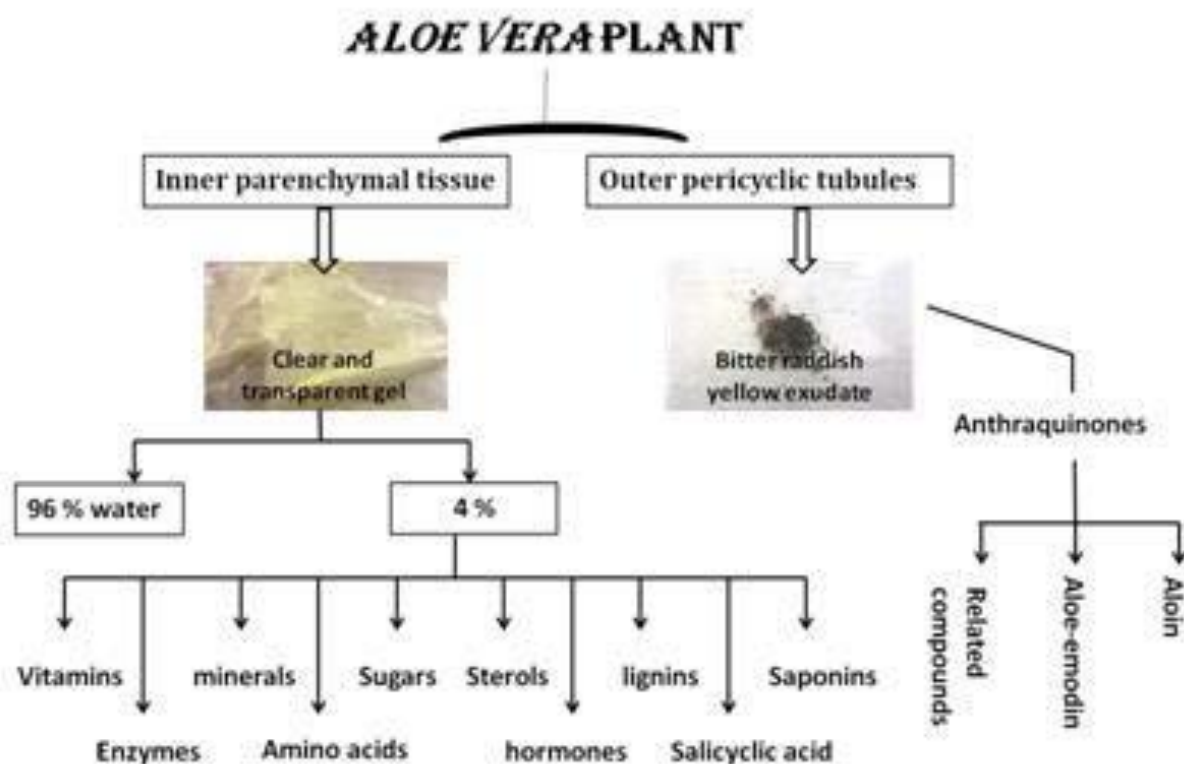 ALOE VERA PLANT
Inner parenchymal tissue
Outer pericyclic tubules
Clear and
transparent gel
Bitter raddish
yellow exudate
Anthraquinones
96 % water
4 %
Related
compounds
Aloe-emodin
Aloin
Vitamins
minerals
Sugars
Sterols
lignins
Saponins
Enzymes
Amino acids
hormones
Salicyclic acid